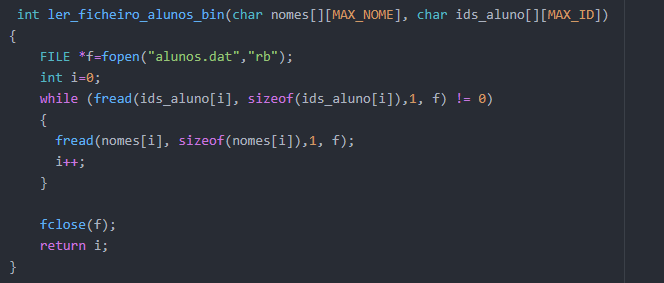 int ler_ficheiro_alunos_bin(char nomes[][MAX_NOME], char ids_aluno[][MAX_ID])
{
FILE *f=fopen("alunos.dat","rb");
int i=0;
while (fread(ids_aluno[i], sizeof(ids_aluno[i]),1, f) != 0)
{
fread(nomes[i], sizeof(nomes[i]),1, f);
i++;
}
fclose(f);
return i;
}